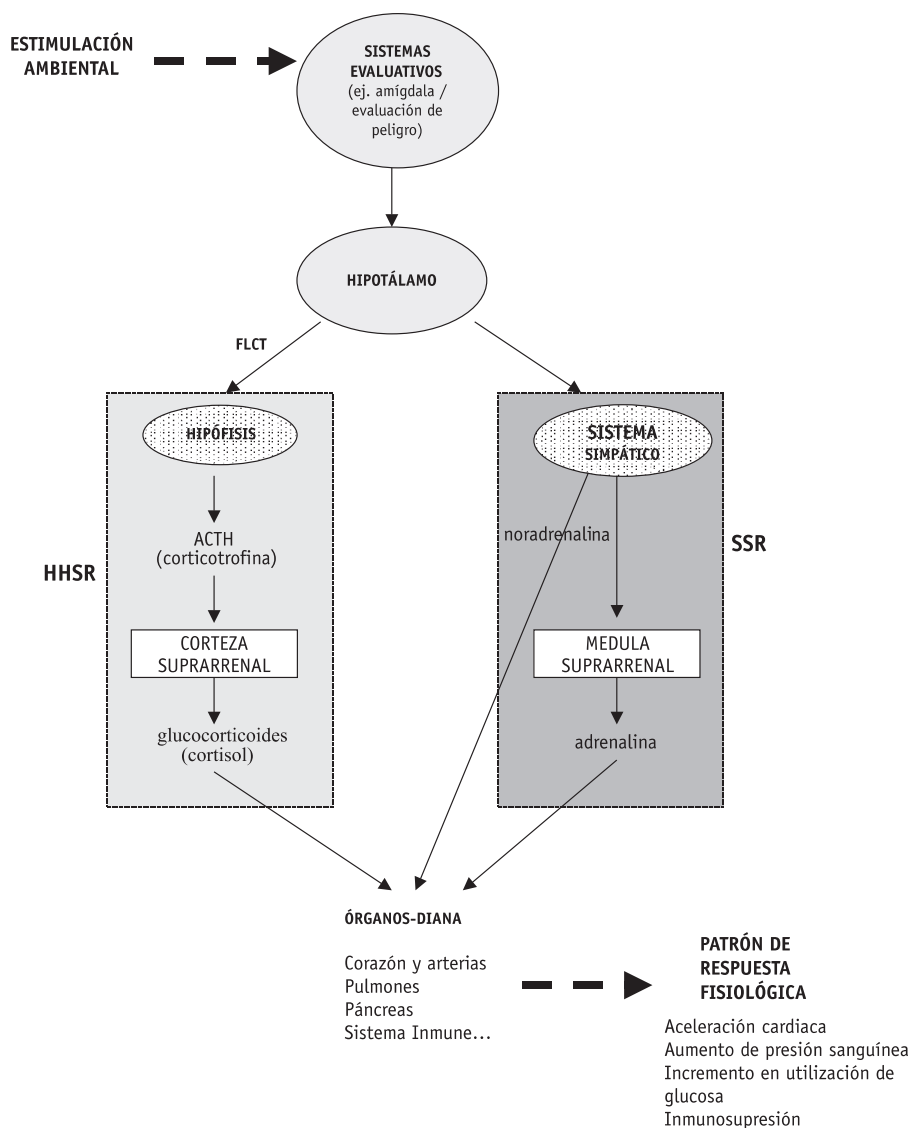 ESTIMULACIÓN
AMBIENTAL
SISTEMAS
EVALUATIVOS
(ej. amígdala /
evaluación de
peligro)
HIPOTÁLAMO
FLCT
HIPÓFISIS
ACTH
(corticotrofina)
HHSR
CORTEZA
SUPRARRENAL
glucocorticoides
(cortisol)
SISTEMA
SIMPÁTICO
noradrenalina
SSR
MEDULA
SUPRARRENAL
adrenalina
ÓRGANOS-DIANA
Corazón y arterias
Pulmones
Páncreas
Sistema Inmune...
PATRÓN DE
RESPUESTA
FISIOLÓGICA
Aceleración cardiaca
Aumento de presión sanguínea
Incremento en utilización de
glucosa
Inmunosupresión